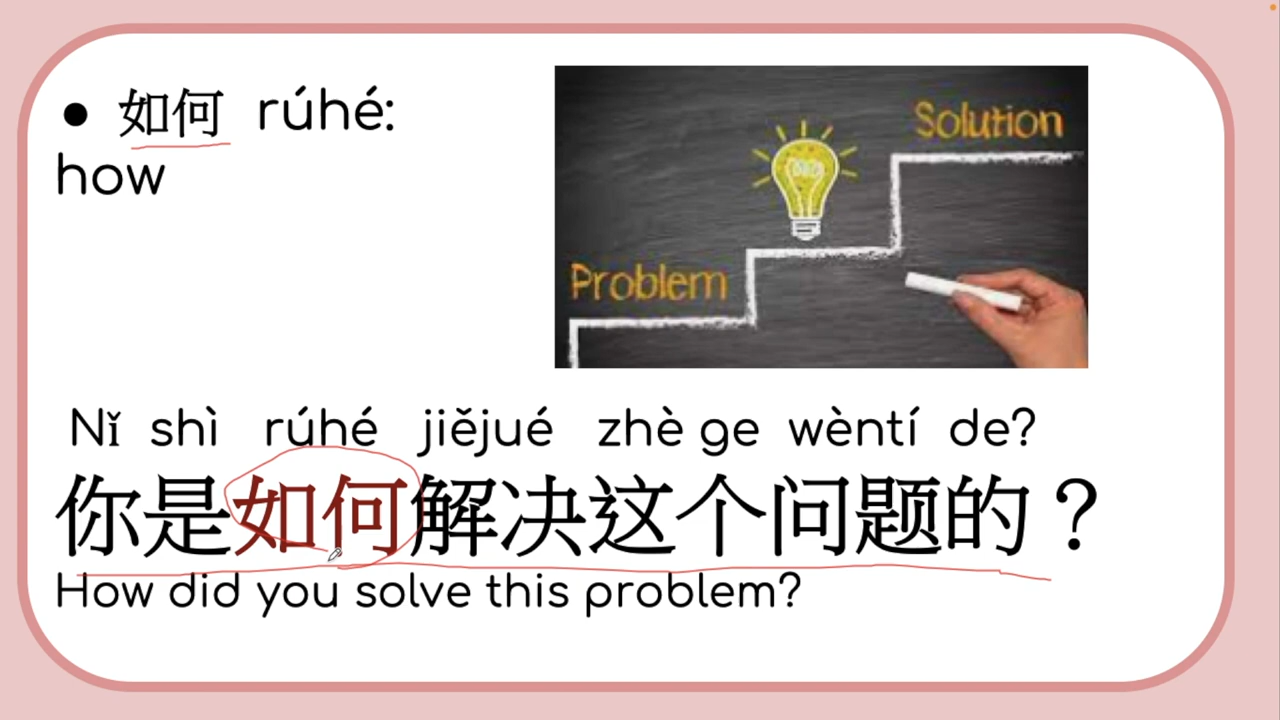 ● 如何 rúhé:
how
Solution
Problem
Nǐ shì rúhé jiějué zhè ge wèntí de?
你是如何解决这个问题的？
How did you solve this problem?